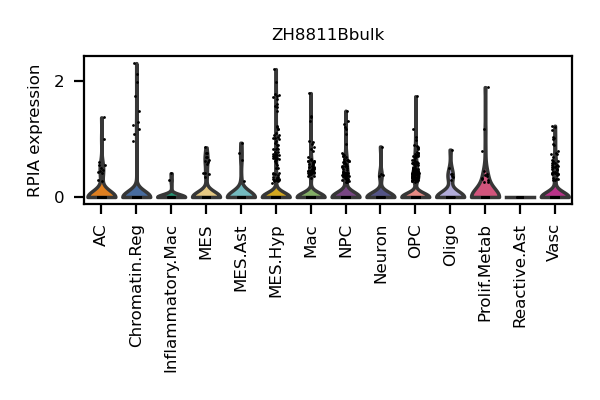 ZH8811Bbulk
RPIA expression
2
0
AC
Chromatin.Reg
Inflammatory.Mac
MES
MES.Ast
MES.Hyp
Mac
NPC
Neuron
OPC
Oligo
Prolif.Metab
Reactive.Ast
Vasc